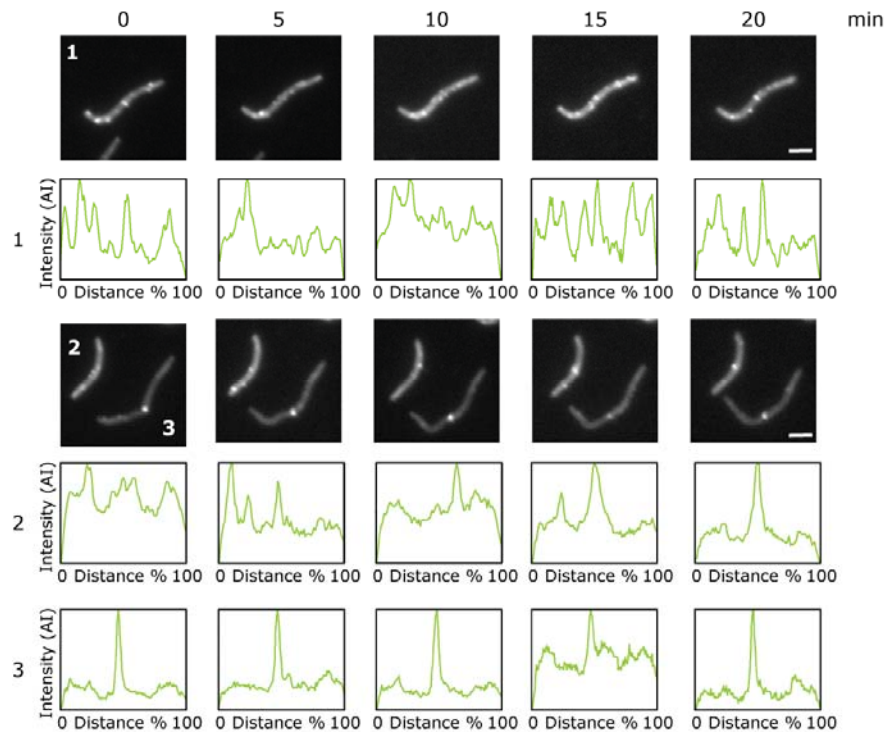 0 5 10 15 20 min
1
1
Intensity (AI)
0 Distance % 100 0 Distance % 100 0 Distance % 100 0 Distance % 100 0 Distance % 100
2
3
2
Intensity (AI)
0 Distance % 100 0 Distance % 100 0 Distance % 100 0 Distance % 100 0 Distance % 100
3
Intensity (AI)
0 Distance % 100 0 Distance % 100 0 Distance % 100 0 Distance % 100 0 Distance % 100